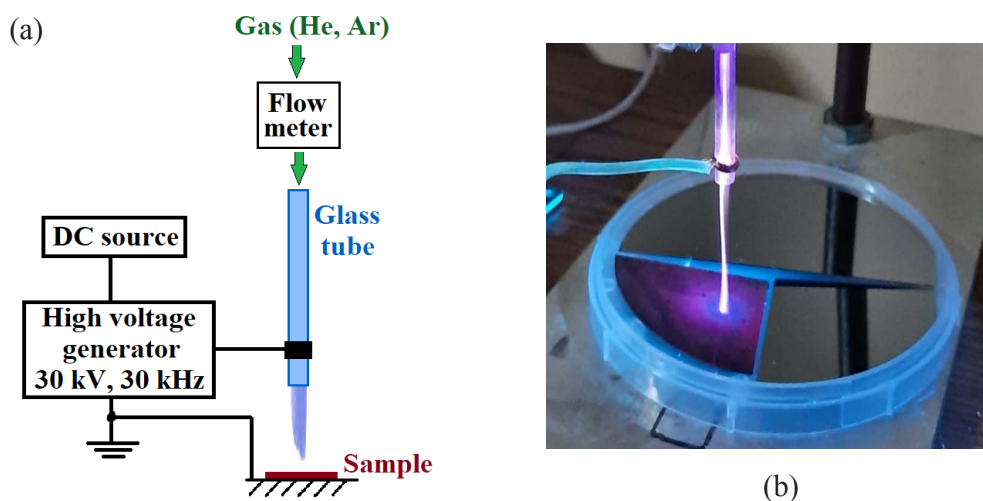 (a)
Gas (He, Ar)
Flow
meter
Glass
tube
DC source
High voltage
generator
30 kV, 30 kHz
Sample
(b)